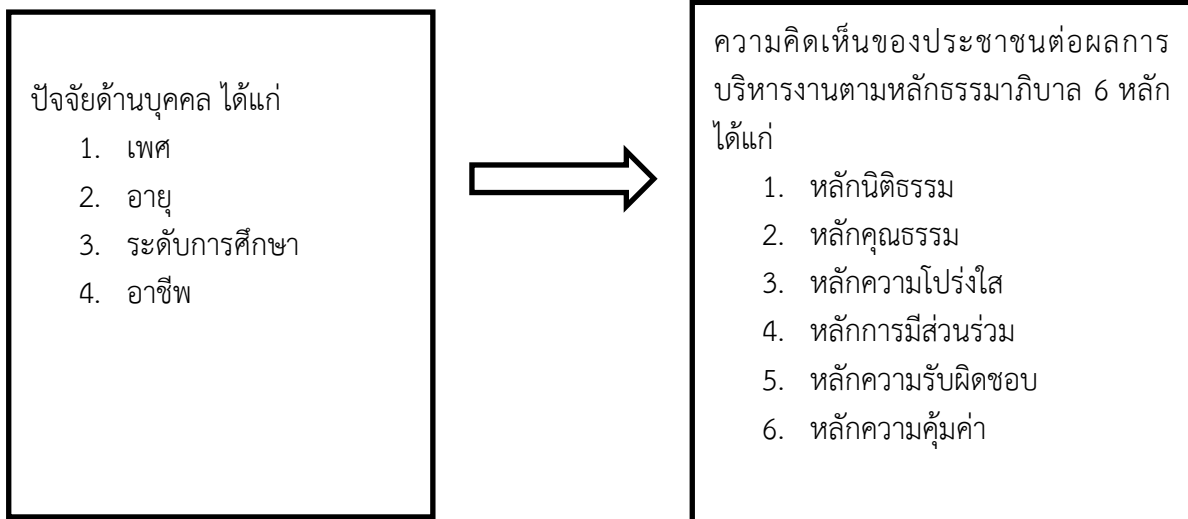 ปัจจัยด้านบุคคล ได้แก่
1. เพศ
2. อายุ
3. ระดับการศึกษา
4. อาชีพ
ความคิดเห็นของประชาชนต่อผลการ
บริหารงานตามหลักธรรมาภิบาล 6 หลัก
ได้แก่
1. หลักนิติธรรม
2. หลักคุณธรรม
3. หลักความโปร่งใส
4. หลักการมีส่วนร่วม
5. หลักความรับผิดชอบ
6. หลักความคุ้มค่า